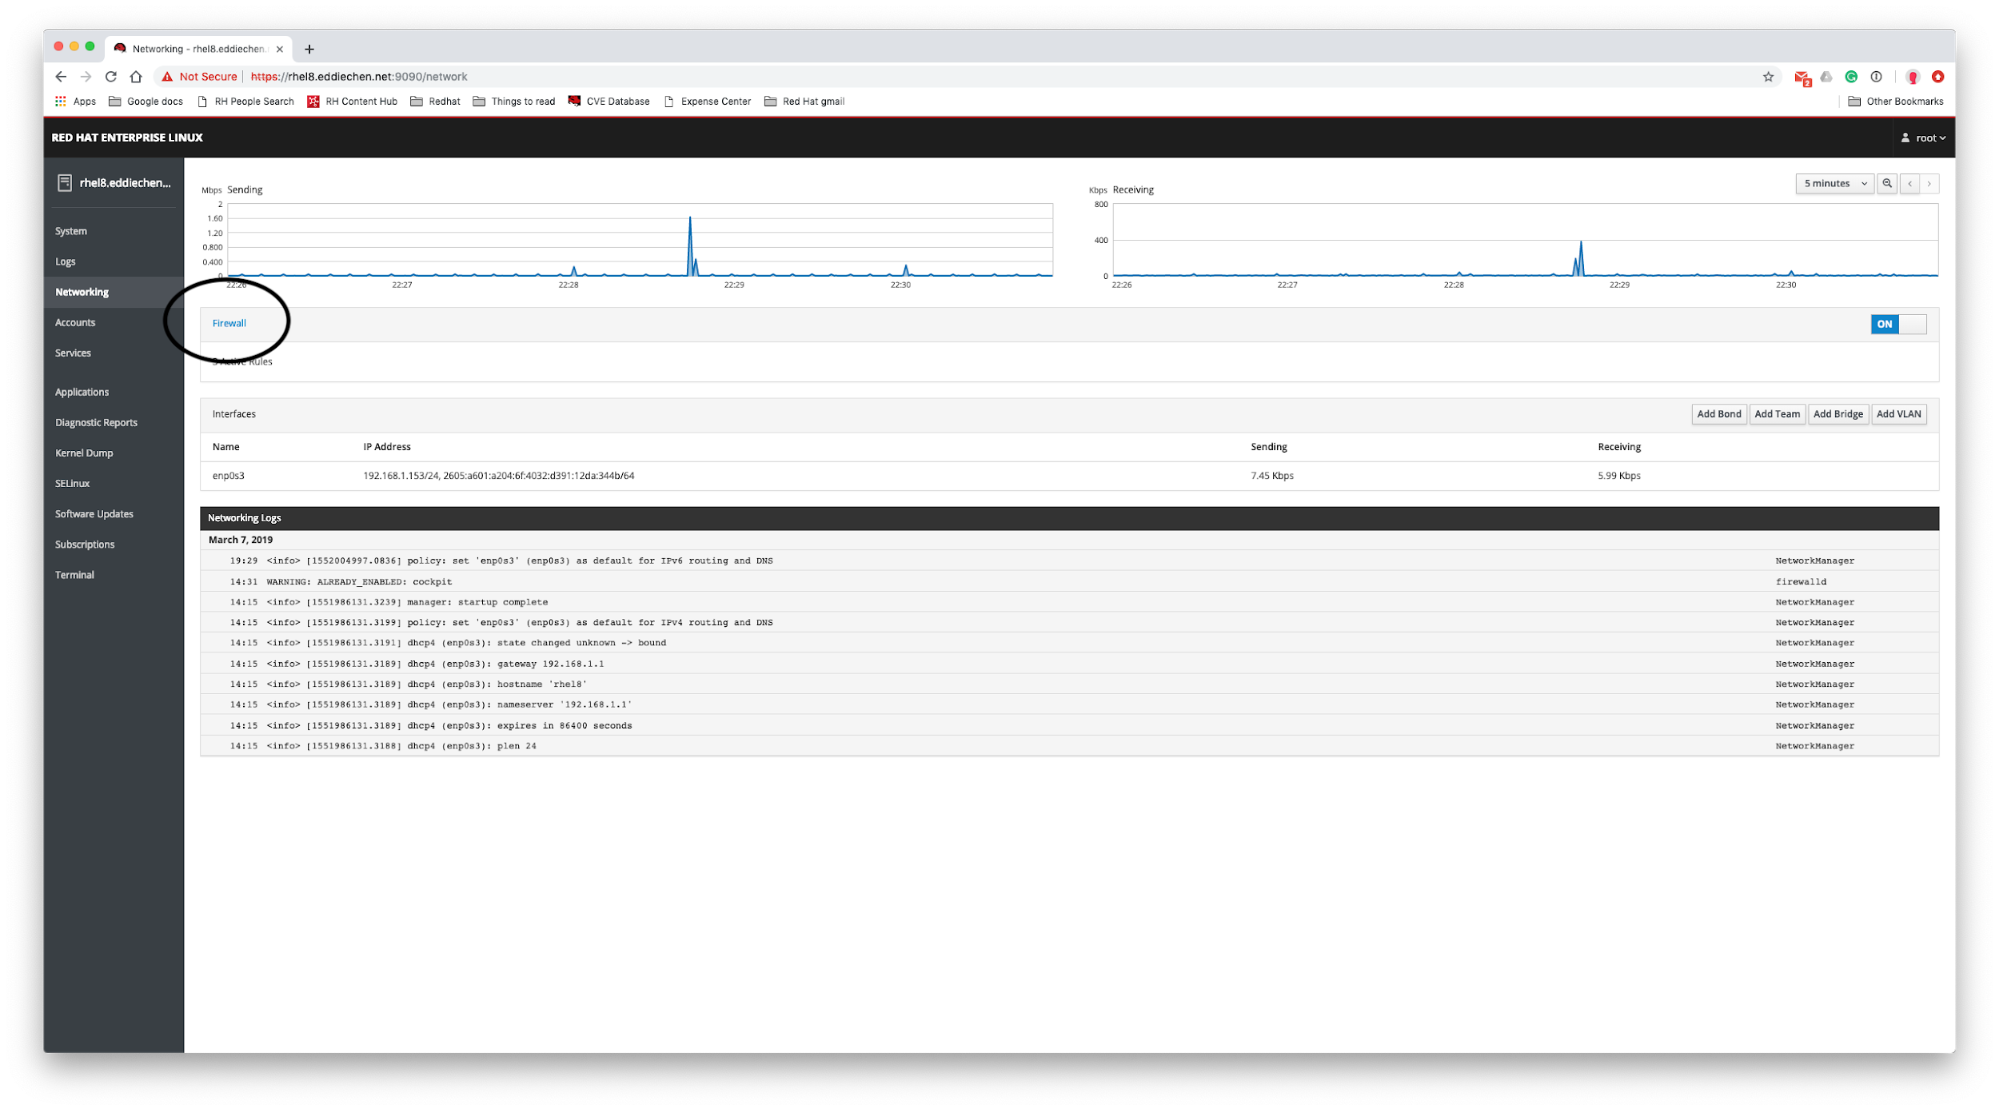 Networking - rhel8.eddiechen.
Not Secure | https://rhel8.eddiechen.net:9090/network
Apps Google docs RH People Search RH Content Hub Redhat Things to read CVE Database Expense Center Red Hat gmail Other Bookmarks
RED HAT ENTERPRISE LINUX root
rhel8.eddiechen...
System
Logs
Networking
Accounts
Services
Applications
Diagnostic Reports
Kernel Dump
SELinux
Software Updates
Subscriptions
Terminal
5 minutes
Mbps Sending
2
1.60
1.20
0.800
0.400
0
22:26 22:27 22:28 22:29 22:30
Kbps Receiving
800
400
0
22:26 22:27 22:28 22:29 22:30
Firewall ON
Active Rules
Interfaces Add Bond Add Team Add Bridge Add VLAN
Name IP Address Sending Receiving
enp0s3 192.168.1.153/24, 2605:a601:a204:6f:4032:d391:12da:344b/64 7.45 Kbps 5.99 Kbps
Networking Logs
March 7, 2019
19:29 <info> [1552004997.0836] policy: set 'enp0s3' (enp0s3) as default for IPv6 routing and DNS NetworkManager
14:31 WARNING: ALREADY_ENABLED: cockpit firewalld
14:15 <info> [1551986131.3239] manager: startup complete NetworkManager
14:15 <info> [1551986131.3199] policy: set 'enp0s3' (enp0s3) as default for IPv4 routing and DNS NetworkManager
14:15 <info> [1551986131.3191] dhcp4 (enp0s3): state changed unknown -> bound NetworkManager
14:15 <info> [1551986131.3189] dhcp4 (enp0s3): gateway 192.168.1.1 NetworkManager
14:15 <info> [1551986131.3189] dhcp4 (enp0s3): hostname 'rhel8' NetworkManager
14:15 <info> [1551986131.3189] dhcp4 (enp0s3): nameserver '192.168.1.1' NetworkManager
14:15 <info> [1551986131.3189] dhcp4 (enp0s3): expires in 86400 seconds NetworkManager
14:15 <info> [1551986131.3188] dhcp4 (enp0s3): plen 24 NetworkManager